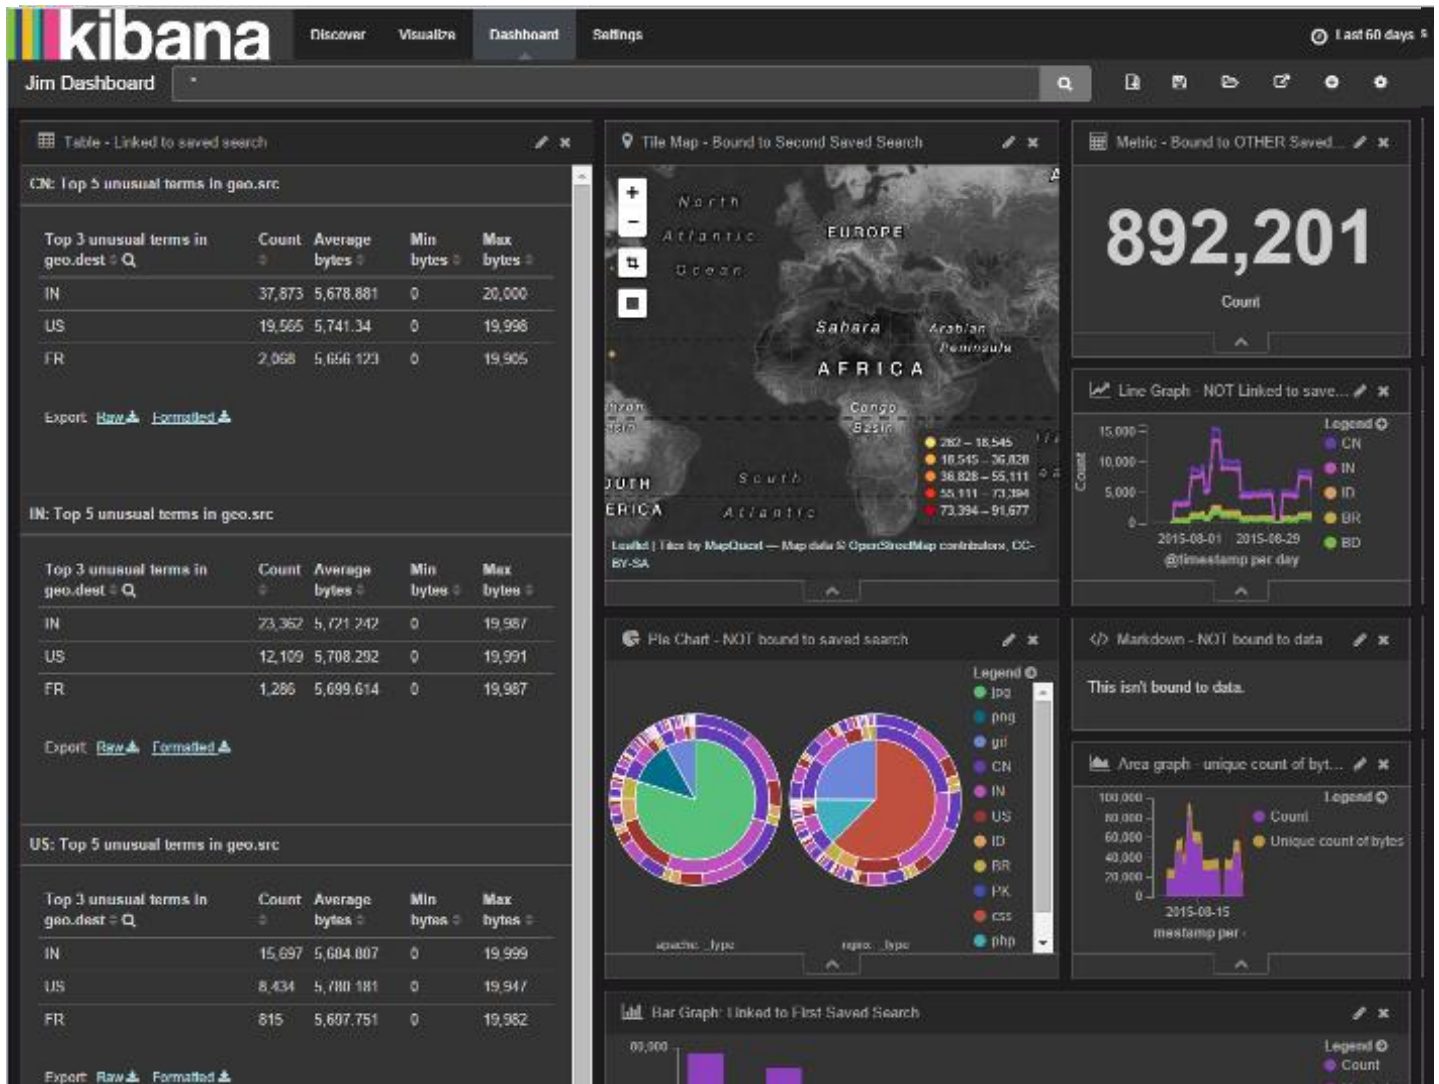 kibana
Discover Visualize Dashboard Settings
Last 60 days s
Jim Dashboard *
Table - Linked to saved search
CN: Top 5 unusual terms in geo.src
Top 3 unusual terms in geo.dest Count Average bytes Min bytes Max bytes
IN 37,873 5,678.881 0 20,000
US 19,565 5,741.34 0 19,998
FR 2,068 5,656.123 0 19,905
Export: Raw Formatted
IN: Top 5 unusual terms in geo.src
Top 3 unusual terms in geo.dest Count Average bytes Min bytes Max bytes
IN 23,362 5,721.242 0 19,987
US 12,109 5,708.292 0 19,991
FR 1,286 5,699.614 0 19,987
Export: Raw Formatted
US: Top 5 unusual terms in geo.src
Top 3 unusual terms in geo.dest Count Average bytes Min bytes Max bytes
IN 15,697 5,684.807 0 19,999
US 8,434 5,780.181 0 19,947
FR 815 5,697.751 0 19,982
Export: Raw Formatted
Tile Map - Bound to Second Saved Search
+
−
North
Atlantic
Ocean
EUROPE
Sahara
Arabian
Peninsula
AFRICA
Congo
Basin
South
Atlantic
UTH
ERICA
282 – 18,545
18,545 – 36,828
36,828 – 55,111
55,111 – 73,394
73,394 – 91,677
Leaflet | Tiles by MapQuest — Map data © OpenStreetMap contributors, CC-
BY-SA
Pie Chart - NOT bound to saved search
Legend
jpg
png
gif
CN
IN
US
ID
BR
PK
css
php
apache: _type
nginx: _type
Bar Graph: Linked to First Saved Search
Legend
Count
Metric - Bound to OTHER Saved...
892,201
Count
Line Graph - NOT Linked to save...
Legend
CN
IN
ID
BR
BD
15,000
10,000
5,000
0
Count
2015-08-01 2015-08-29
@timestamp per day
Markdown - NOT bound to data
This isn't bound to data.
Area graph - unique count of byt...
Legend
Count
Unique count of bytes
100,000
80,000
60,000
40,000
20,000
0
2015-08-15
mestamp per